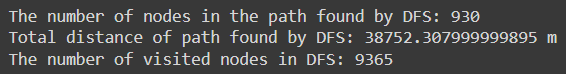 The number of nodes in the path found by DFS: 930
Total distance of path found by DFS: 38752.307999999895 m
The number of visited nodes in DFS: 9365